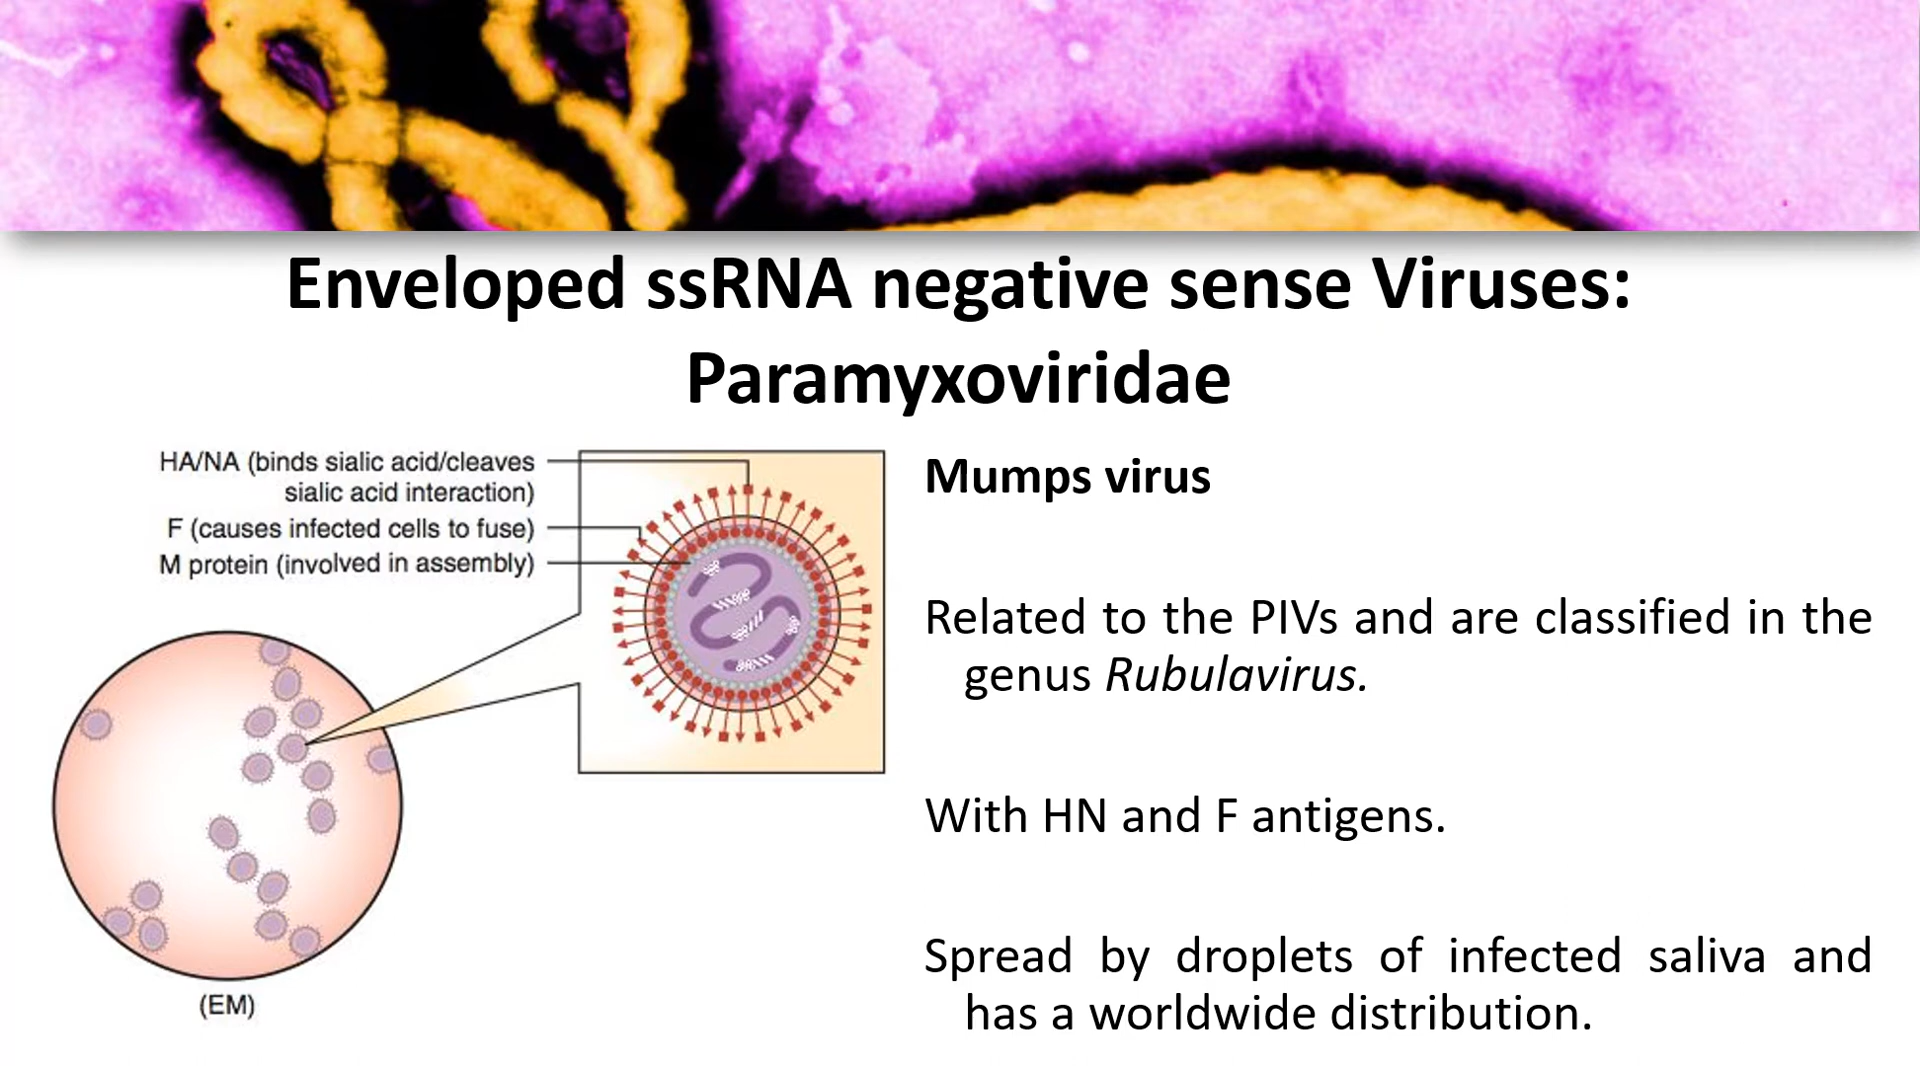 Enveloped ssRNA negative sense Viruses:
Paramyxoviridae
HA/NA (binds sialic acid/cleaves
sialic acid interaction)
F (causes infected cells to fuse)
M protein (involved in assembly)
(EM)
Mumps virus
Related to the PIVs and are classified in the
genus Rubulavirus.
With HN and F antigens.
Spread by droplets of infected saliva and
has a worldwide distribution.